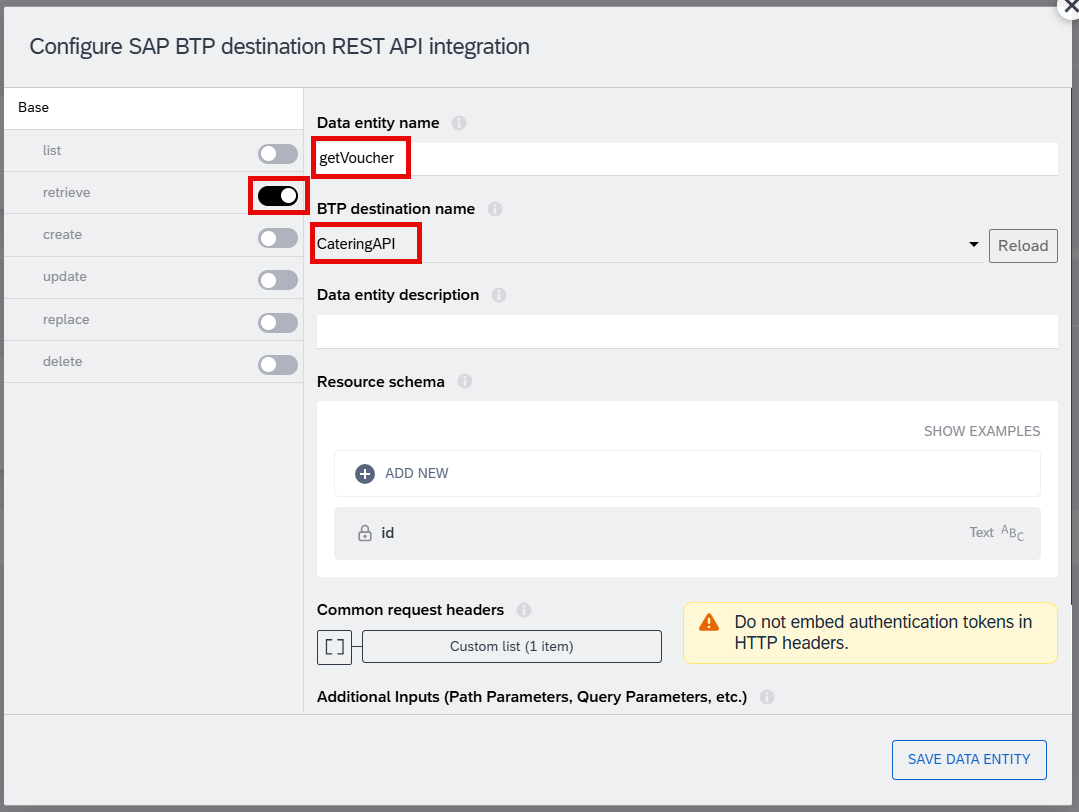 Configure SAP BTP destination REST API integration
Base
list
retrieve
create
update
replace
delete
Data entity name
getVoucher
BTP destination name
CateringAPI
Reload
Data entity description
Resource schema
SHOW EXAMPLES
ADD NEW
id
Text ABC
Common request headers
Custom list (1 item)
Do not embed authentication tokens in
HTTP headers.
Additional Inputs (Path Parameters, Query Parameters, etc.)
SAVE DATA ENTITY